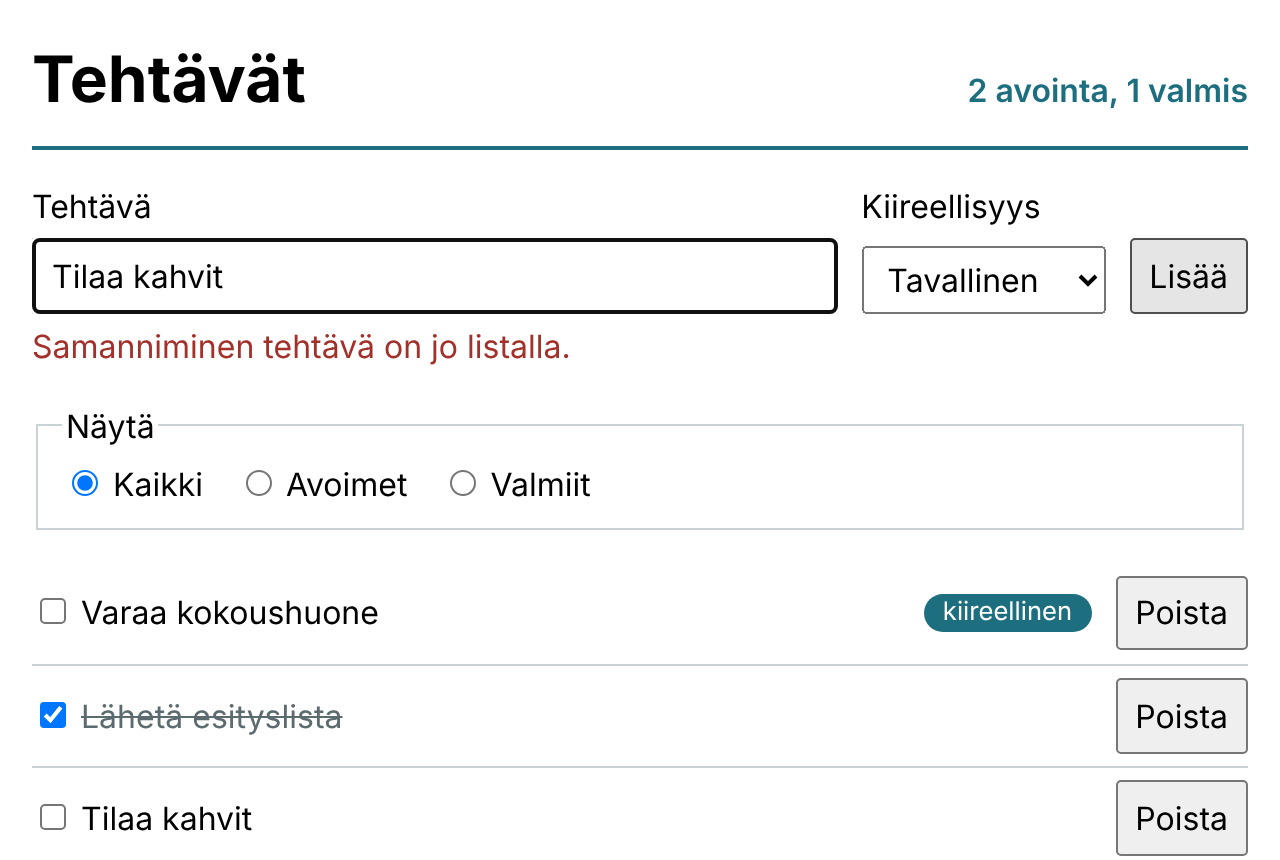 Tehtävät
2 avointa, 1 valmis
Tehtävä
Kiireellisyys
Tilaa kahvit
Tavallinen
Lisää
Samanniminen tehtävä on jo listalla.
Näytä
Kaikki
Avoimet
Valmiit
Varaa kokoushuone
kiireellinen
Poista
Lähetä esityslista
Poista
Tilaa kahvit
Poista